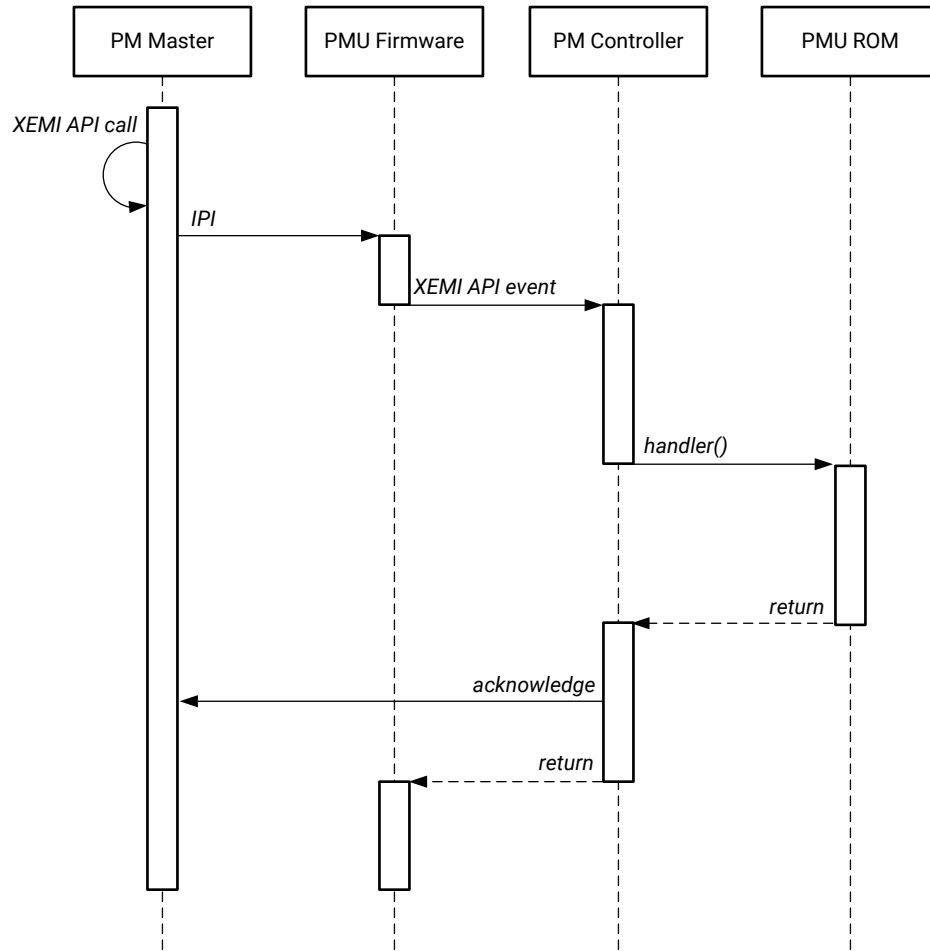 PM Master
PMU Firmware
PM Controller
PMU ROM
XEMI API call
IPI
XEMI API event
handler()
return
acknowledge
return